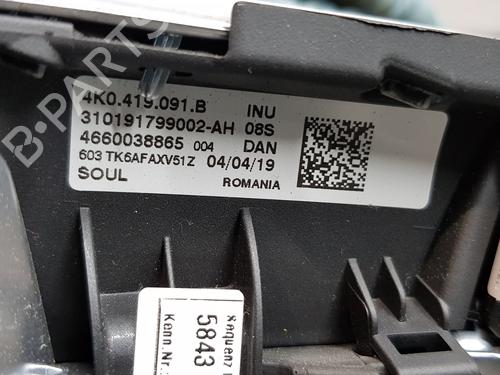 B-PARTS
4K0.419.091.B INU
310191799002-AH 08S
4660038865 004 DAN
603 TK6AFAXV51Z 04/04/19
SOUL ROMANIA
Sequenz
5843
Kenn.Nr.